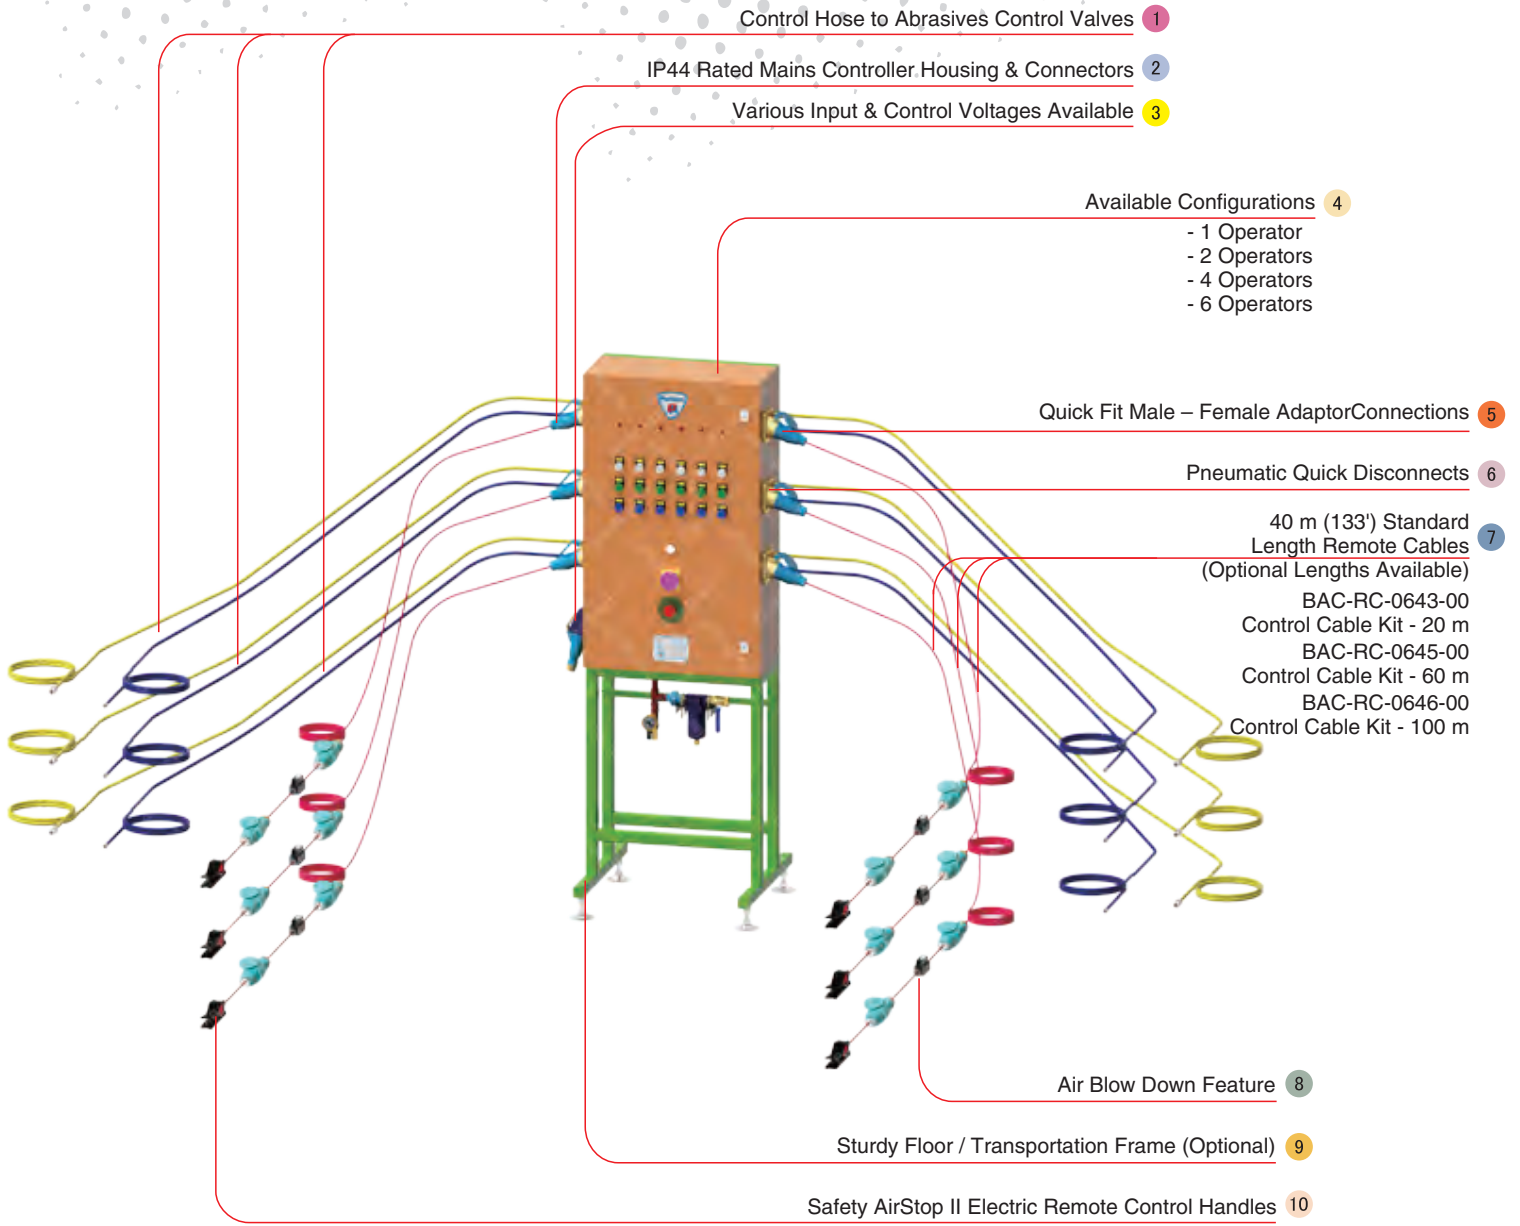 Control Hose to Abrasives Control Valves 1
IP44 Rated Mains Controller Housing & Connectors 2
Various Input & Control Voltages Available 3
Available Configurations 4
- 1 Operator
- 2 Operators
- 4 Operators
- 6 Operators
Quick Fit Male – Female AdaptorConnections 5
Pneumatic Quick Disconnects 6
40 m (133') Standard
Length Remote Cables 7
(Optional Lengths Available)
BAC-RC-0643-00
Control Cable Kit - 20 m
BAC-RC-0645-00
Control Cable Kit - 60 m
BAC-RC-0646-00
Control Cable Kit - 100 m
Air Blow Down Feature 8
Sturdy Floor / Transportation Frame (Optional) 9
Safety AirStop II Electric Remote Control Handles 10